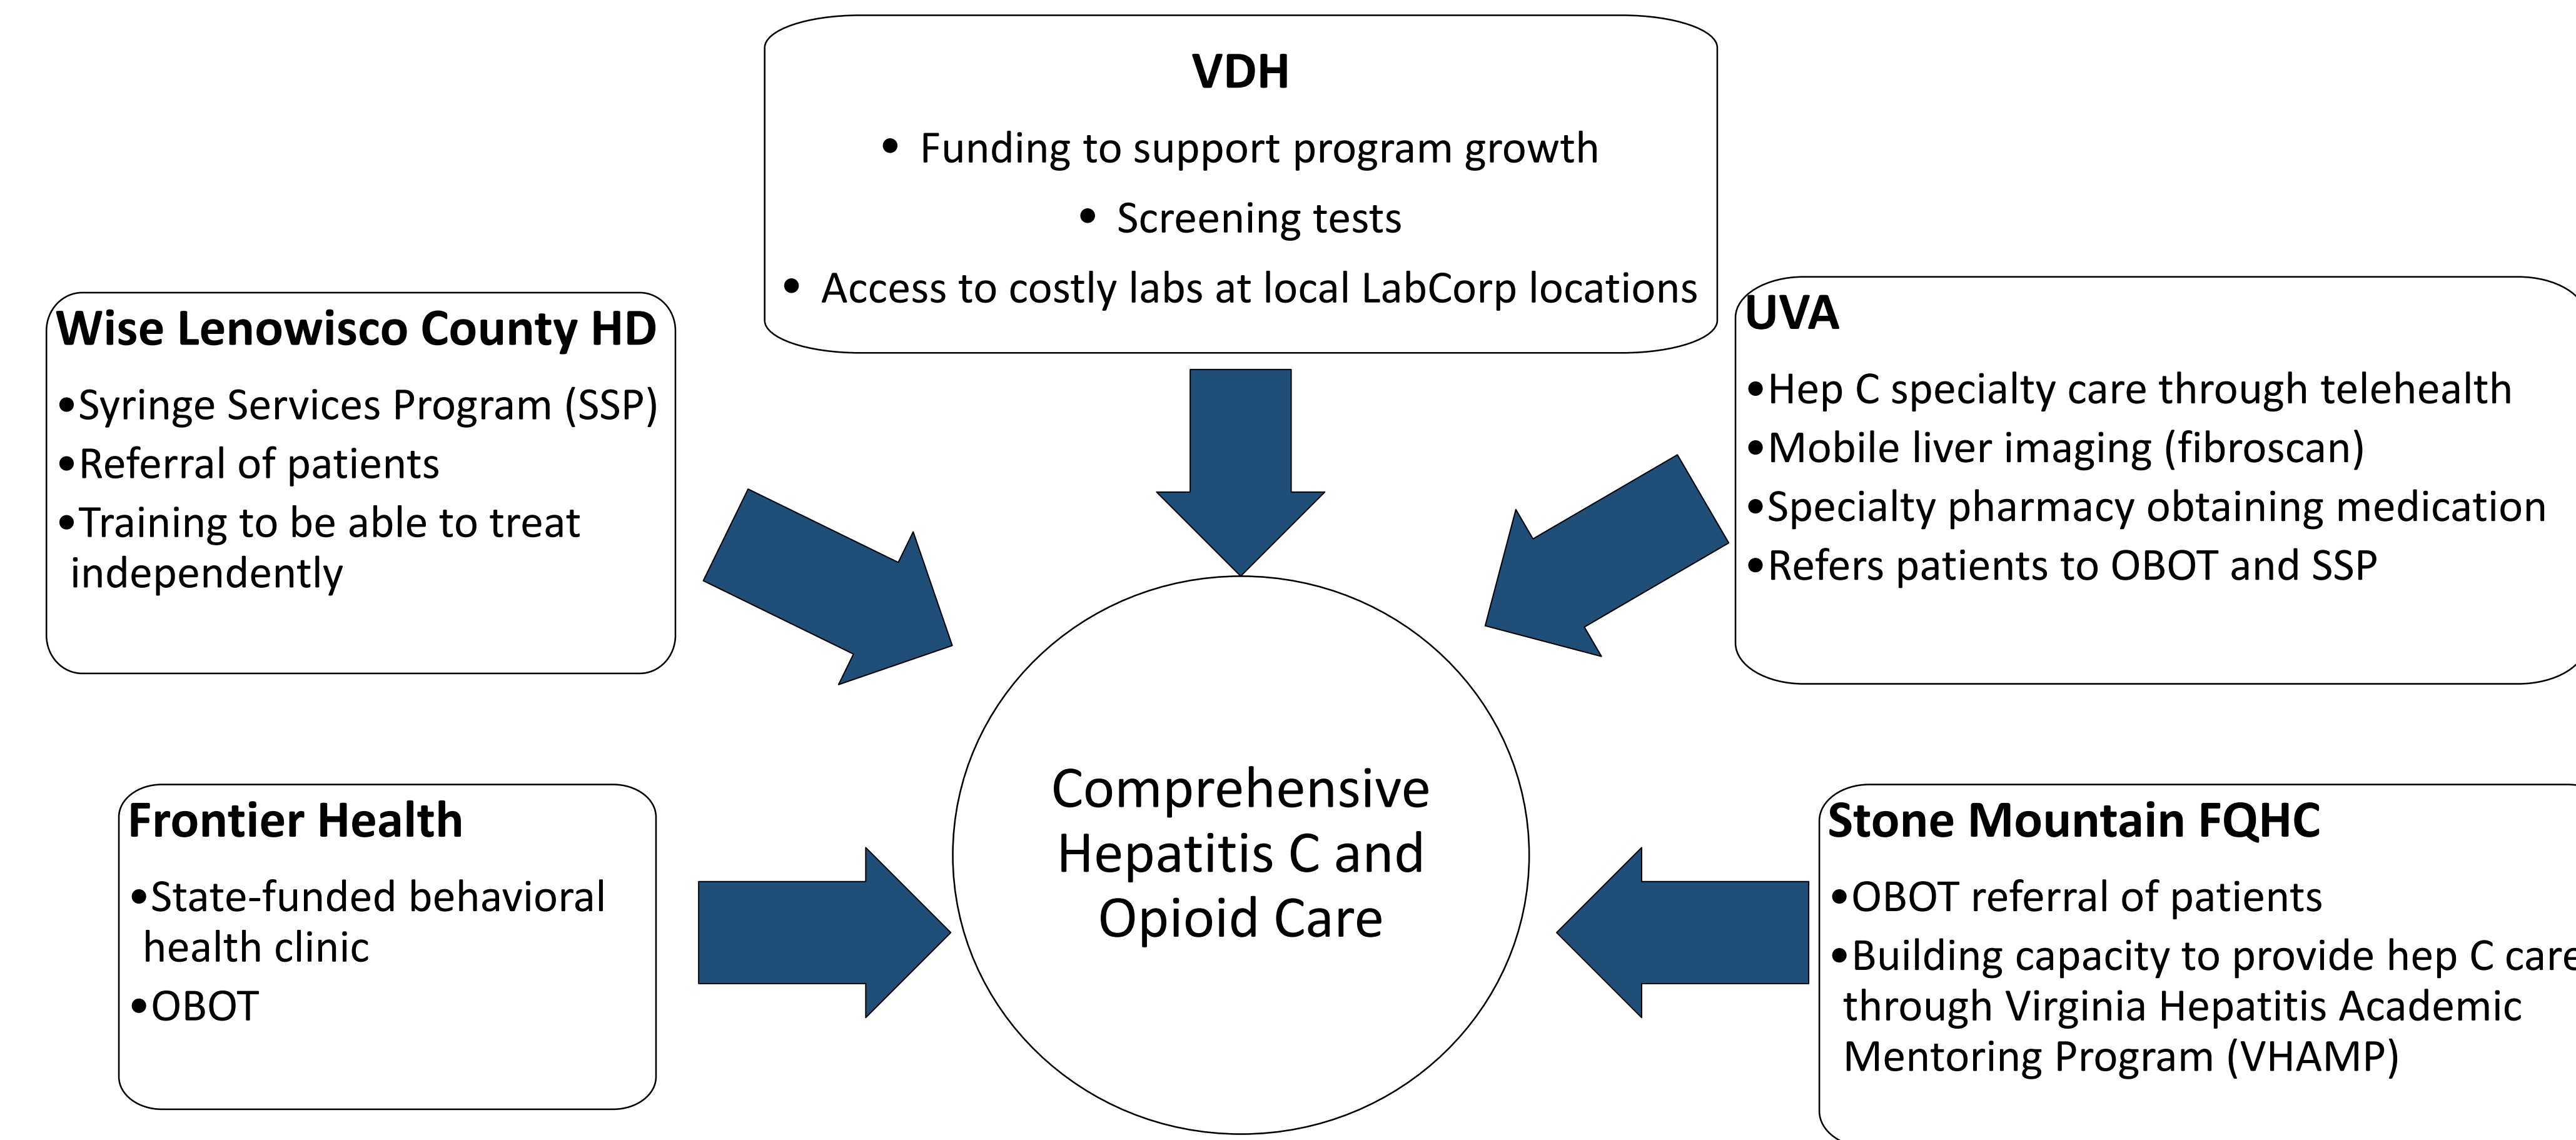 VDH
• Funding to support program growth
• Screening tests
• Access to costly labs at local LabCorp locations
Wise Lenowisco County HD
•Syringe Services Program (SSP)
•Referral of patients
•Training to be able to treat
independently
UVA
•Hep C specialty care through telehealth
•Mobile liver imaging (fibroscan)
•Specialty pharmacy obtaining medication
•Refers patients to OBOT and SSP
Frontier Health
•State-funded behavioral
health clinic
•OBOT
Comprehensive
Hepatitis C and
Opioid Care
Stone Mountain FQHC
•OBOT referral of patients
•Building capacity to provide hep C care
through Virginia Hepatitis Academic
Mentoring Program (VHAMP)